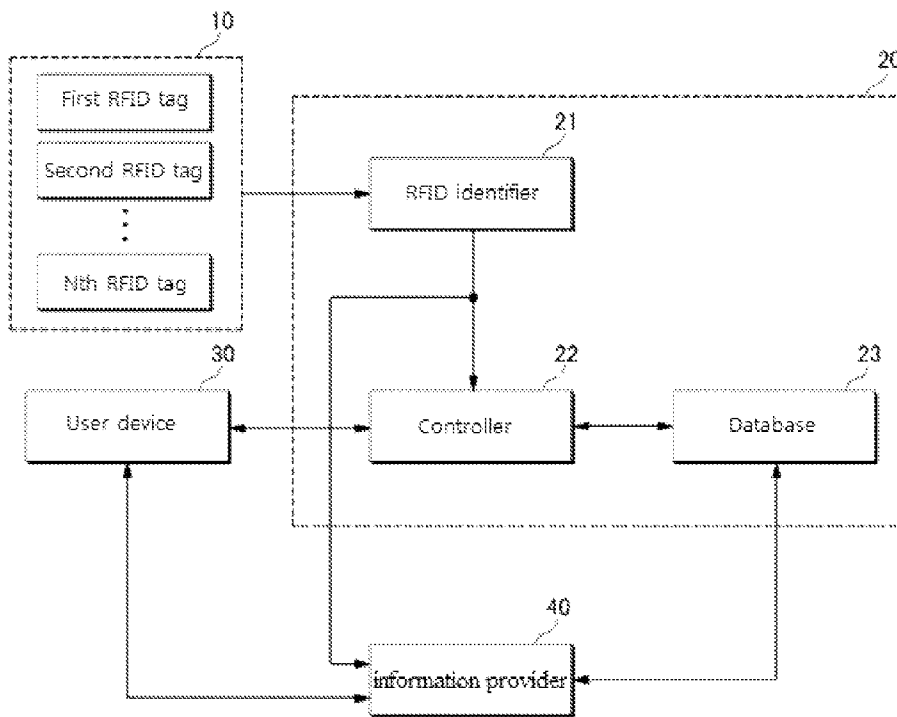 10
20
First RFID tag
21
Second RFID tag
RFID identifier
Nth RFID tag
30
22
23
User device
Controller
Database
40
information provider